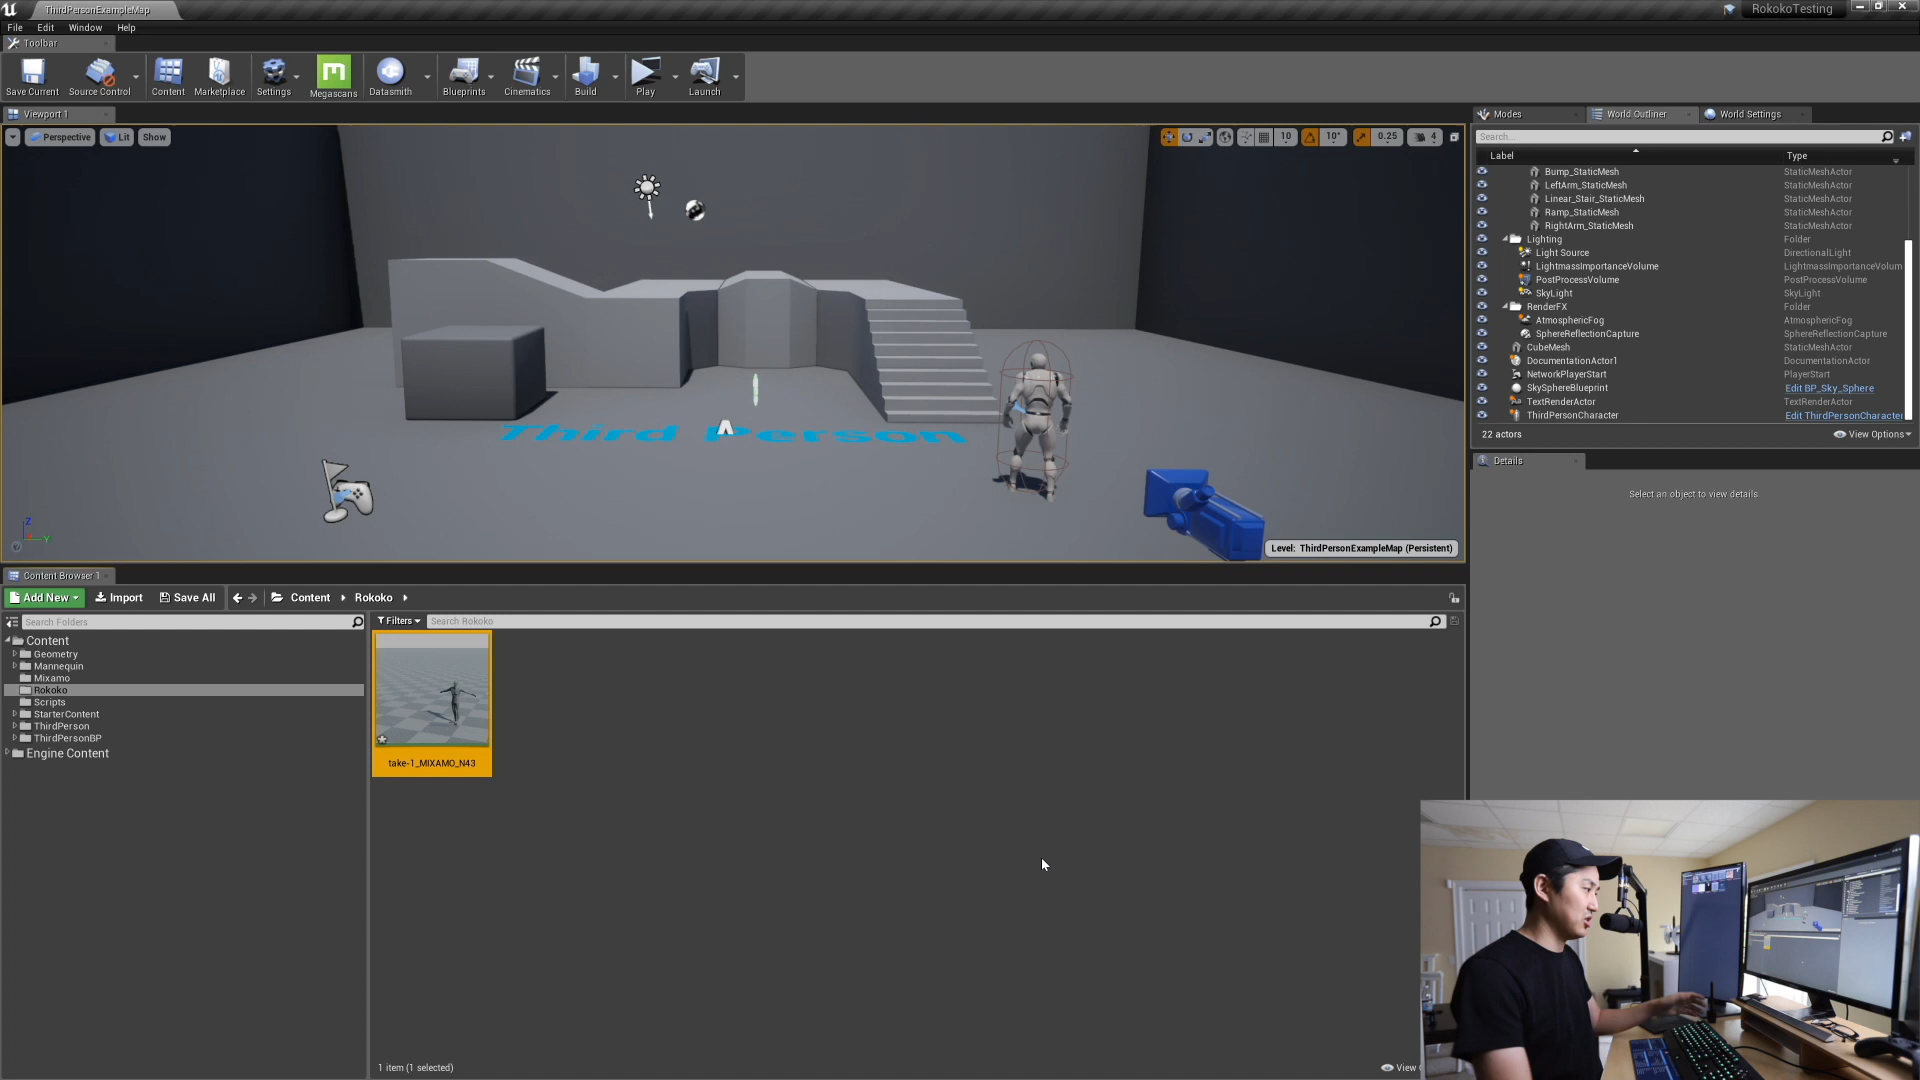 ThirdPersonExampleMap
RokokoTesting
File Edit Window Help
Toolbar
Save Current Source Control Content Marketplace Settings Megascans Datasmith Blueprints Cinematics Build Play Launch
Viewport 1
Modes World Outliner World Settings
Perspective Lit Show 10 10° 0.25 4
Search...
Label Type
Bump_StaticMesh StaticMeshActor
LeftArm_StaticMesh StaticMeshActor
Linear_Stair_StaticMesh StaticMeshActor
Ramp_StaticMesh StaticMeshActor
RightArm_StaticMesh StaticMeshActor
Lighting Folder
Light Source DirectionalLight
LightmassImportanceVolume LightmassImportanceVolum
PostProcessVolume PostProcessVolume
SkyLight SkyLight
RenderFX Folder
AtmosphericFog AtmosphericFog
SphereReflectionCapture SphereReflectionCapture
CubeMesh StaticMeshActor
DocumentationActor1 DocumentationActor
NetworkPlayerStart PlayerStart
SkySphereBlueprint Edit BP_Sky_Sphere
TextRenderActor TextRenderActor
ThirdPersonCharacter Edit ThirdPersonCharacter
22 actors View Options
Details
Select an object to view details
Third Person
Z
Y
Level: ThirdPersonExampleMap (Persistent)
Content Browser 1
Add New Import Save All Content Rokoko
Search Folders
Filters Search Rokoko
Content
Geometry
Mannequin
Mixamo
Rokoko
Scripts
StarterContent
ThirdPerson
ThirdPersonBP
Engine Content
take-1_MIXAMO_N43
1 item (1 selected)
View